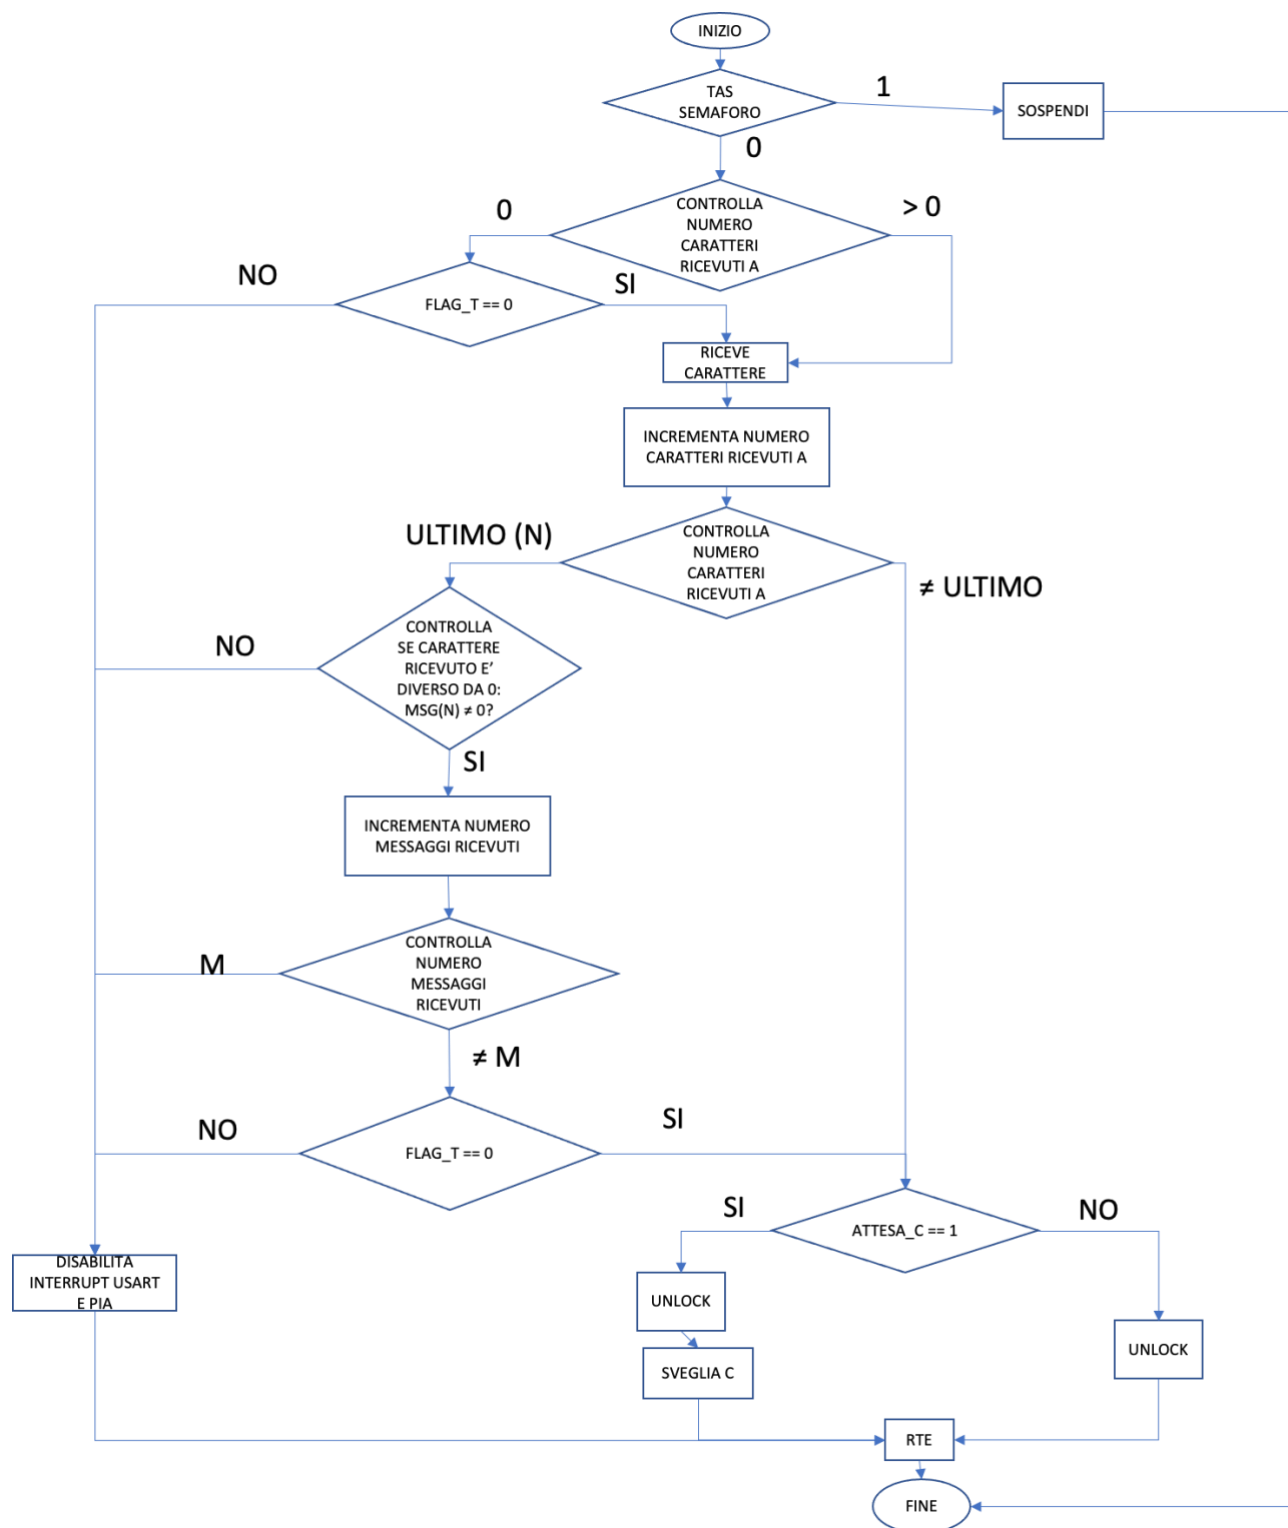 INIZIO
TAS
SEMAFORO
1
SOSPENDI
0
CONTROLLA
NUMERO
CARATTERI
RICEVUTI A
0
> 0
NO
FLAG_T == 0
SI
RICEVE
CARATTERE
INCREMENTA NUMERO
CARATTERI RICEVUTI A
ULTIMO (N)
CONTROLLA
NUMERO
CARATTERI
RICEVUTI A
≠ ULTIMO
NO
CONTROLLA
SE CARATTERE
RICEVUTO E’
DIVERSO DA 0:
MSG(N) ≠ 0?
SI
INCREMENTA NUMERO
MESSAGGI RICEVUTI
M
CONTROLLA
NUMERO
MESSAGGI
RICEVUTI
≠ M
NO
FLAG_T == 0
SI
SI
ATTESA_C == 1
NO
DISABILITA
INTERRUPT USART
E PIA
UNLOCK
UNLOCK
SVEGLIA C
RTE
FINE